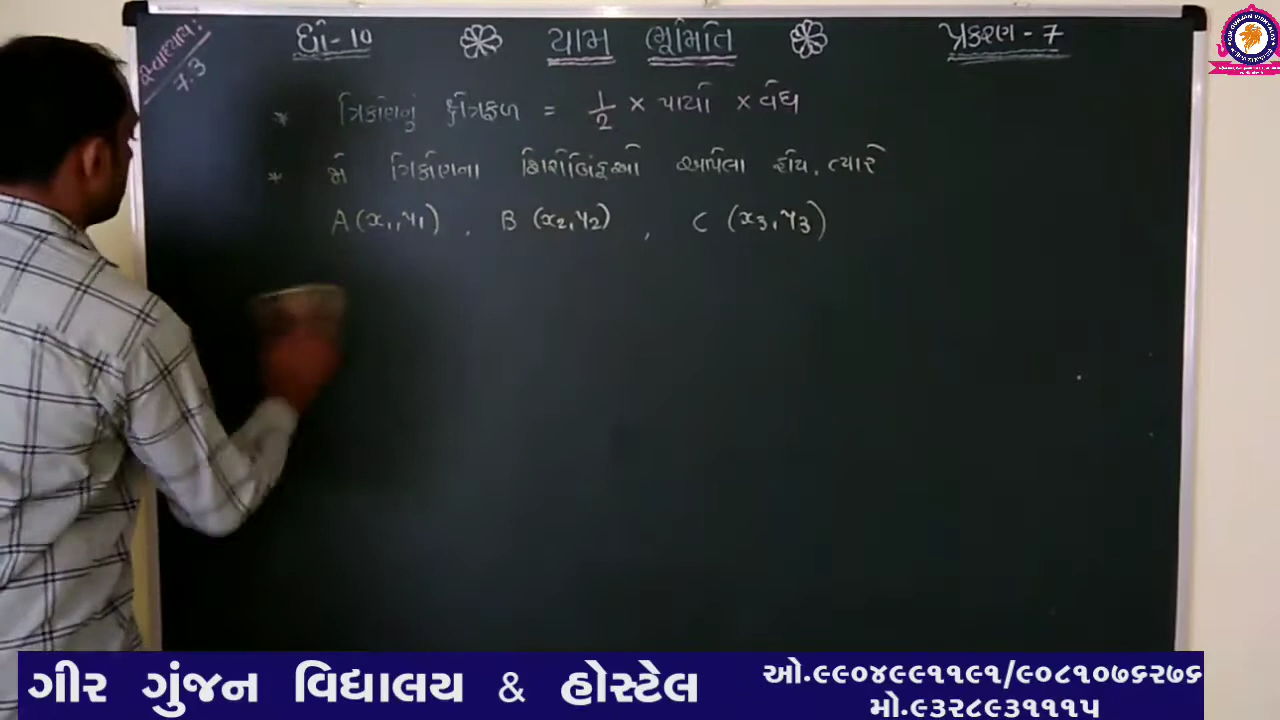 સ્વાધ્યાય : 7.3
ધો-10 યામ ભૂમિતિ પ્રકરણ - 7
* ત્રિકોણનું ક્ષેત્રફળ = 1/2 × પાયો × વેધ
* જો ત્રિકોણના શિરોબિંદુઓ આપેલા હોય, ત્યારે
A(x₁,y₁) , B (x₂,y₂) , C (x₃,y₃)
ગીર ગુંજન વિદ્યાલય & હોસ્ટેલ
ઓ.૯૯૦૪૯૯૧૧૯૧/૯૦૮૧૦૭૬૨૭૬
મો.૯૩૨૮૯૩૧૧૧૫